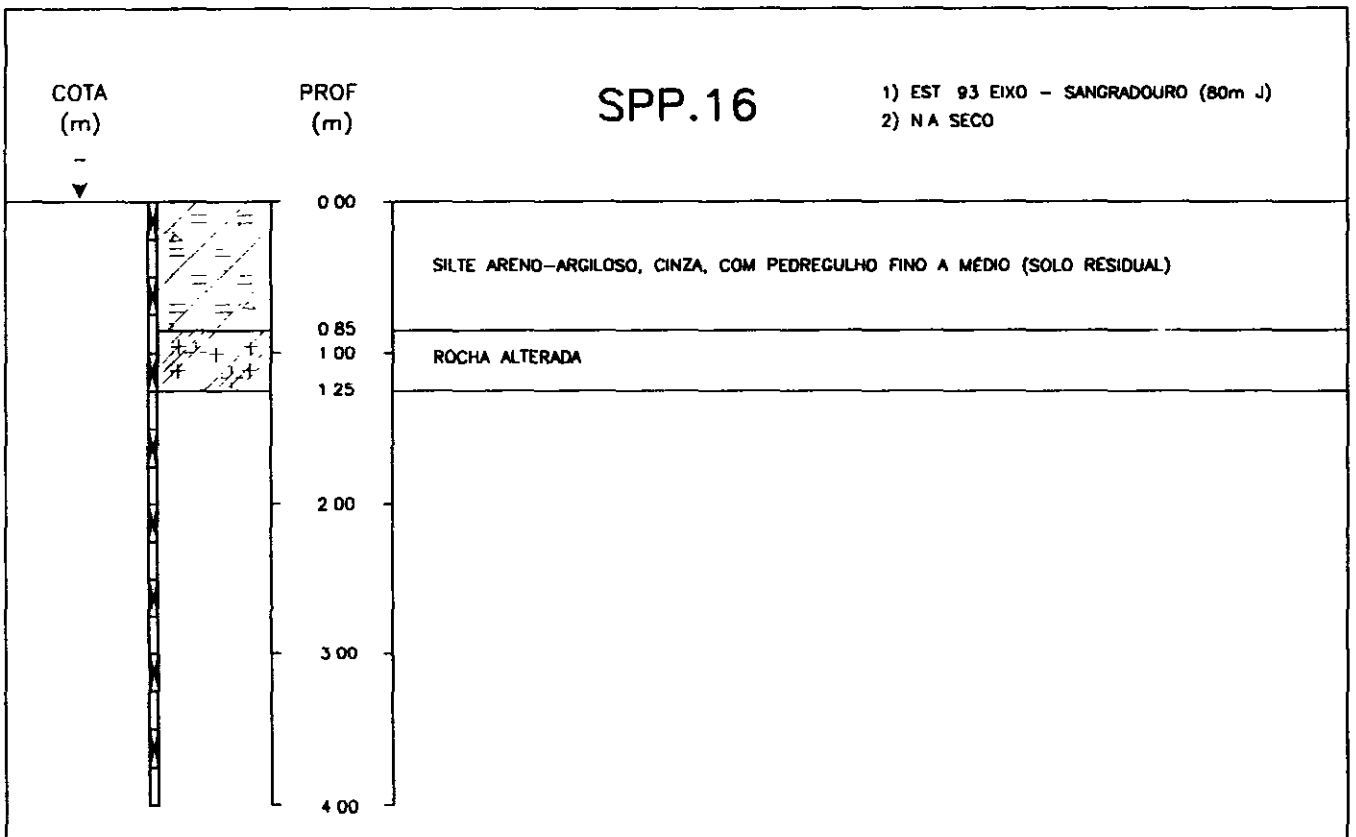 COTA
(m)
-
PROF
(m)
SPP.16
1) EST 93 EIXO - SANGRADOURO (80m J)
2) N A SECO
0 00
SILTE ARENO-ARGILOSO, CINZA, COM PEDREGULHO FINO A MÉDIO (SOLO RESIDUAL)
0 85
1 00
ROCHA ALTERADA
1 25
2 00
3 00
4 00